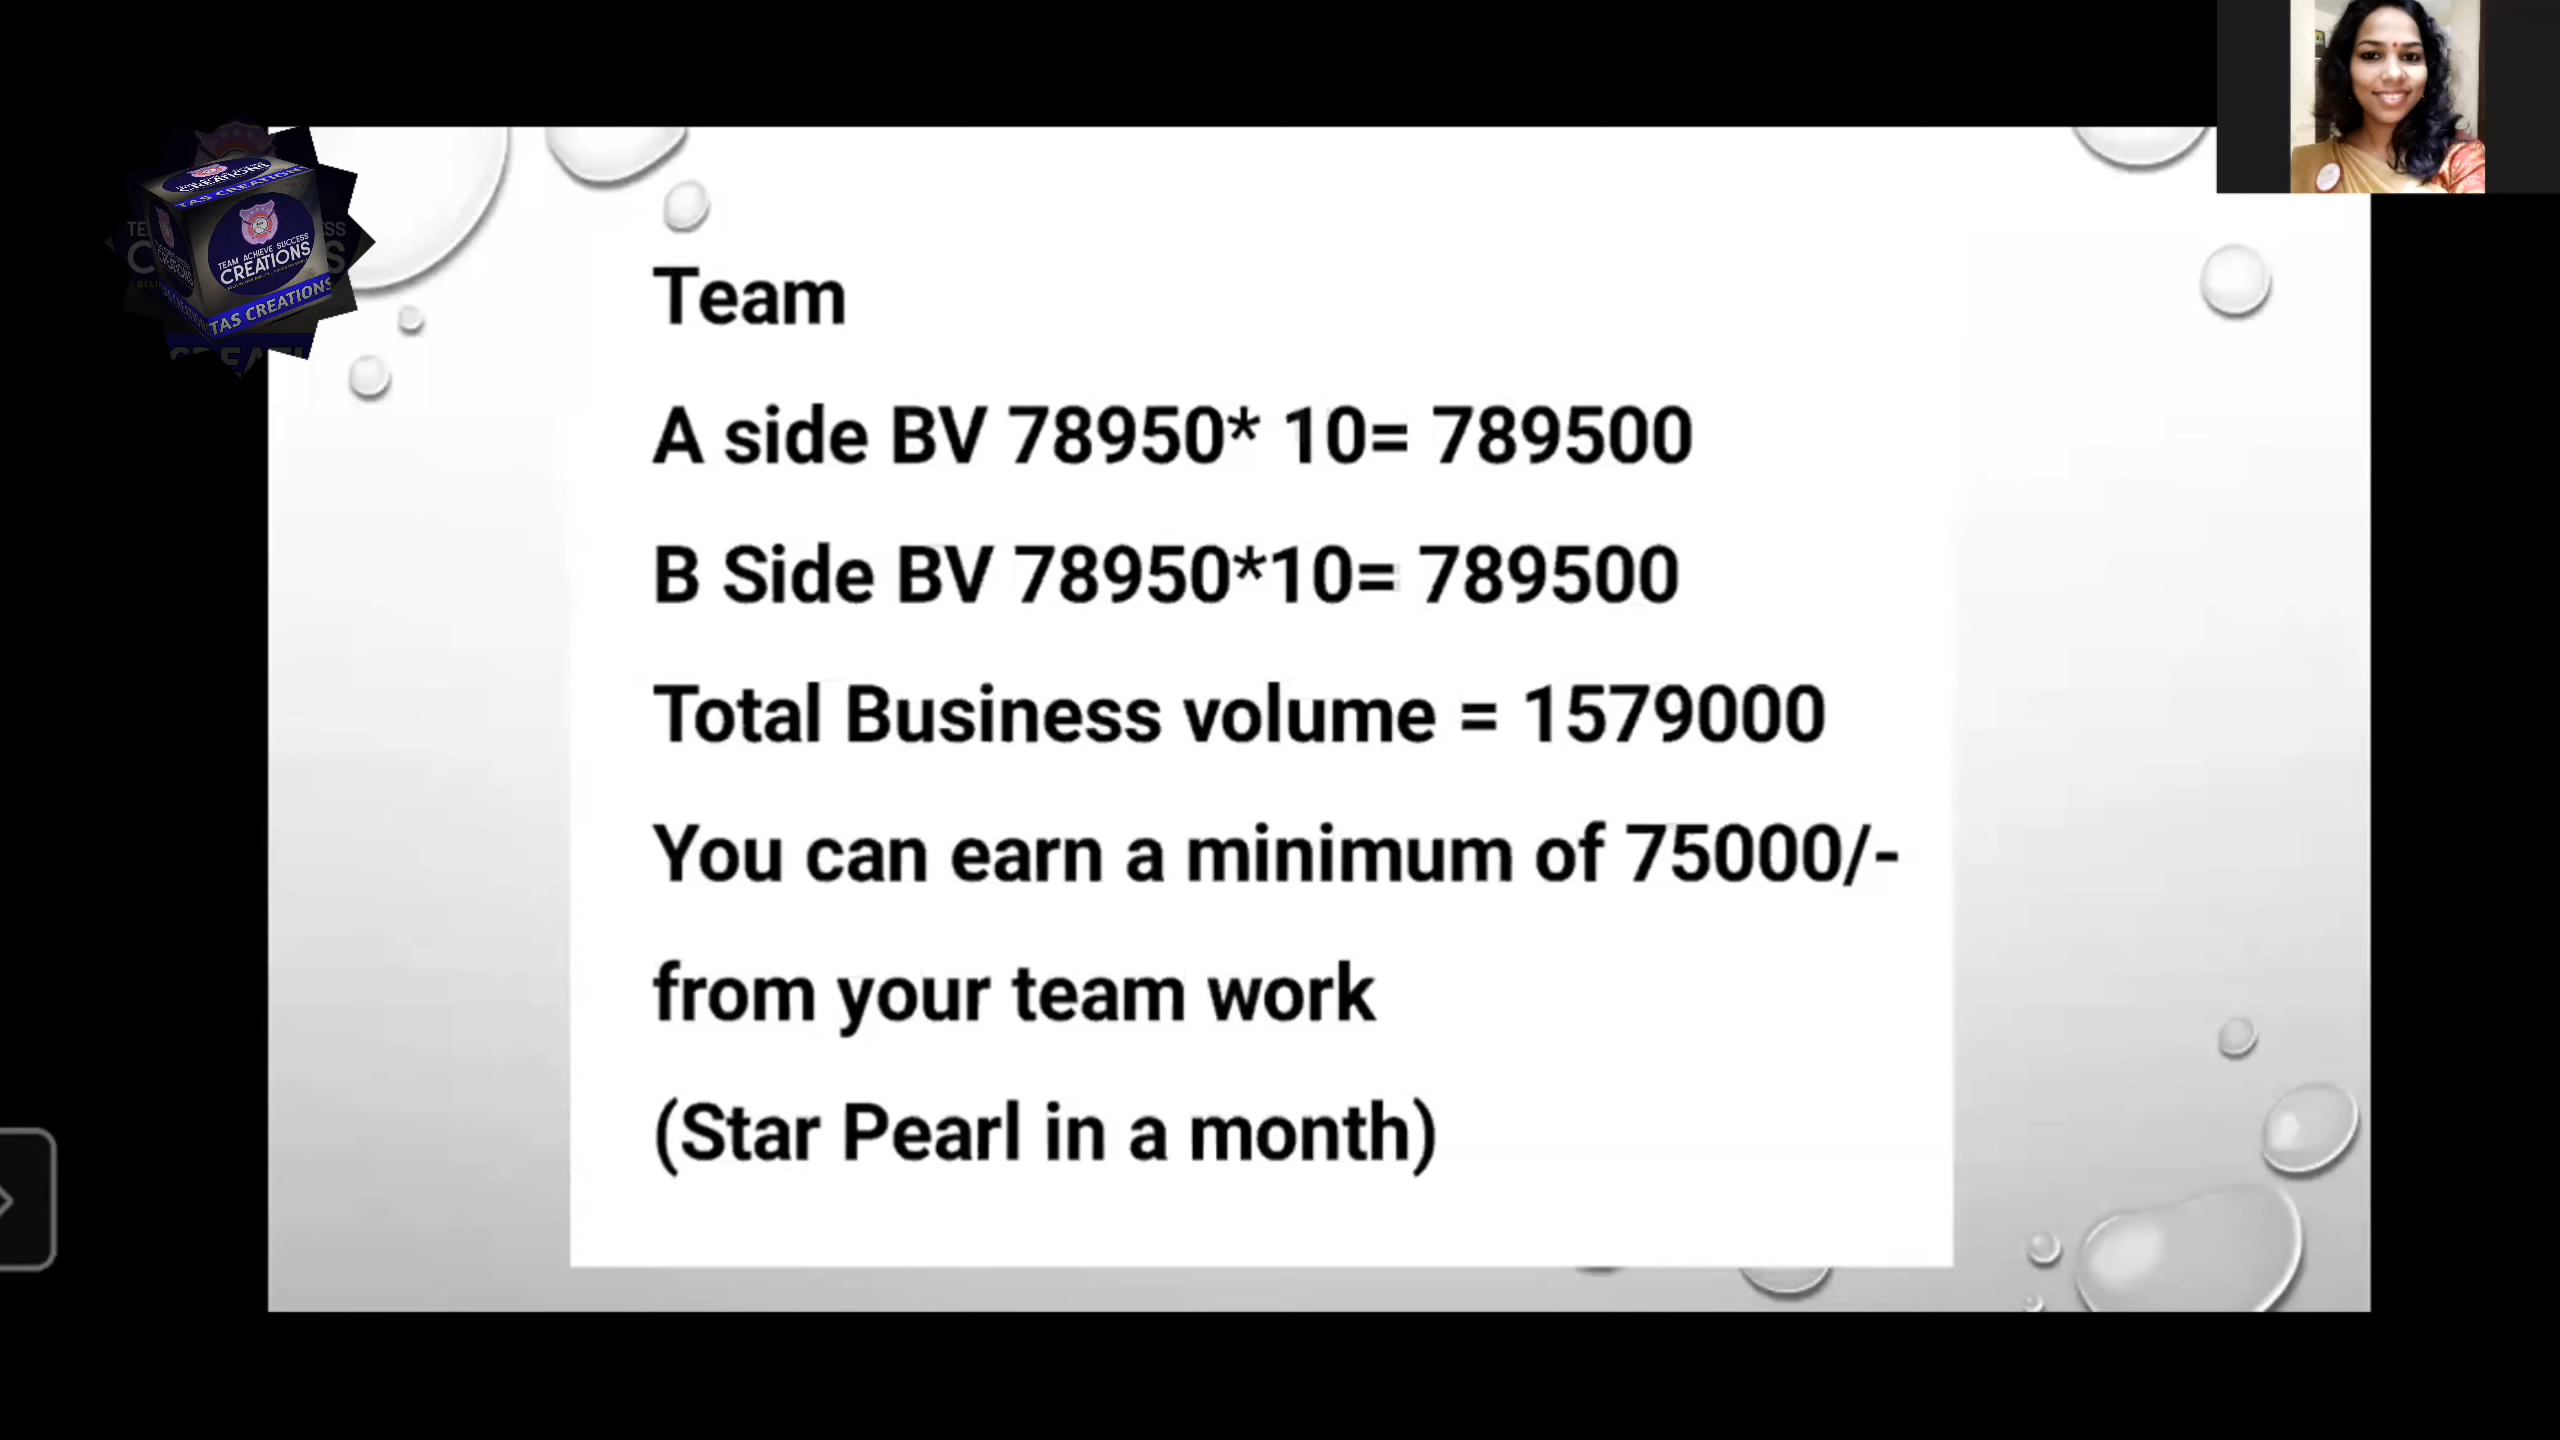 Team
A side BV 78950* 10= 789500
B Side BV 78950*10= 789500
Total Business volume = 1579000
You can earn a minimum of 75000/-
from your team work
(Star Pearl in a month)
TEAM ACHIEVE SUCCESS
CREATIONS
TAS CREATIONS